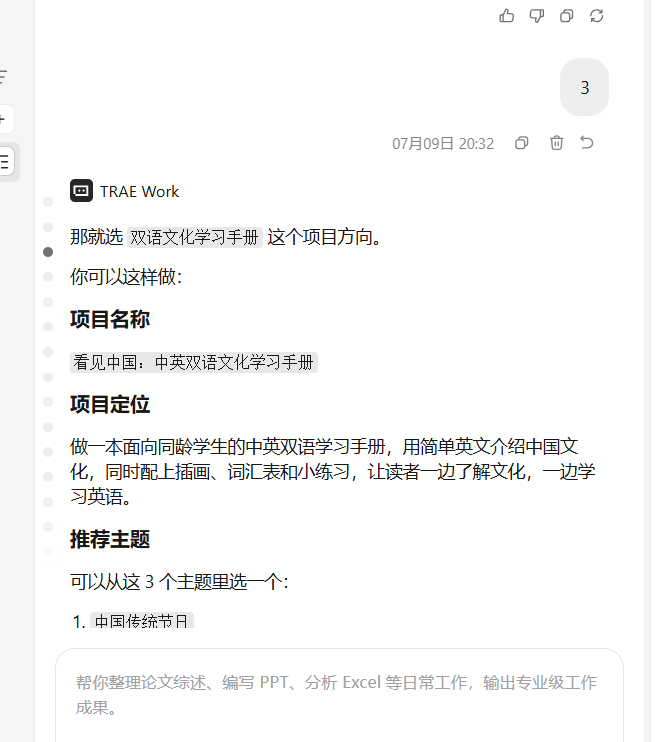 3
07月09日 20:32
TRAE Work
那就选 双语文化学习手册 这个项目方向。
你可以这样做：
项目名称
看见中国：中英双语文化学习手册
项目定位
做一本面向同龄学生的中英双语学习手册，用简单英文介绍中国文
化，同时配上插画、词汇表和小练习，让读者一边了解文化，一边学
习英语。
推荐主题
可以从这 3 个主题里选一个：
1. 中国传统节日
帮你整理论文综述、编写 PPT、分析 Excel 等日常工作，输出专业级工作
成果。